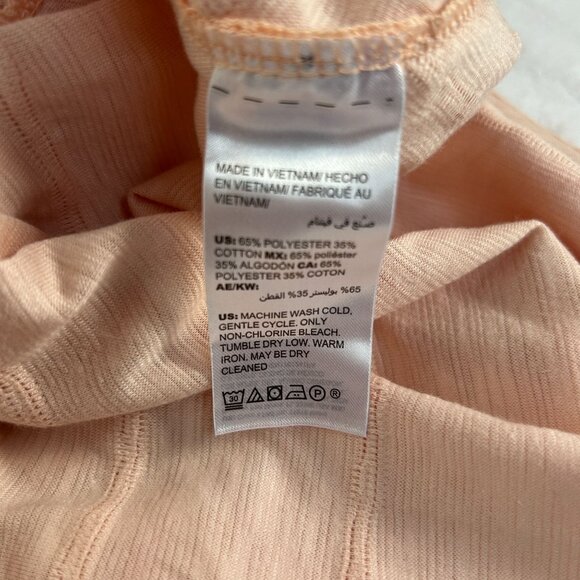 MADE IN VIETNAM/ HECHO
EN VIETNAM/ FABRIQUÉ AU
VIETNAM/
صنع في فيتنام
US: 65% POLYESTER 35%
COTTON MX: 65% poliéster
35% ALGODÓN CA: 65%
POLYESTER 35% COTON
AE/KW:
65% بوليستر 35% القطن
US: MACHINE WASH COLD,
GENTLE CYCLE. ONLY
NON-CHLORINE BLEACH.
TUMBLE DRY LOW. WARM
IRON. MAY BE DRY
CLEANED
30 P